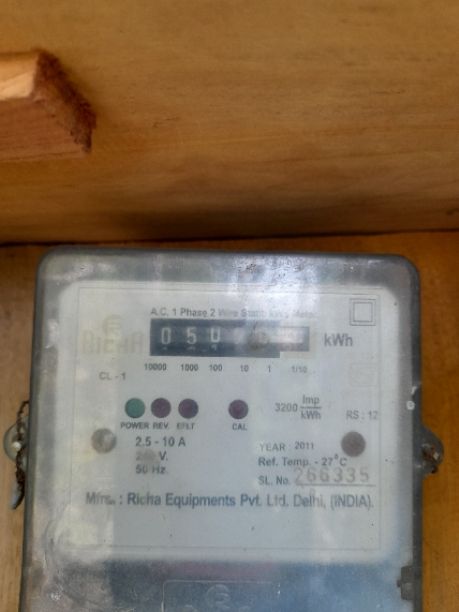 A.C. 1 Phase 2 Wire Static kWh Meter
RICHA
05
kWh
10000 1000 100 10 1 1/10
CL - 1
3200 Imp/kWh
RS : 12
POWER REV. EFLT CAL
2.5 - 10 A
V.
50 Hz.
YEAR : 2011
Ref. Temp. - 27°C
SL. No. 266335
Mfrs. : Richa Equipments Pvt. Ltd. Delhi, (INDIA).